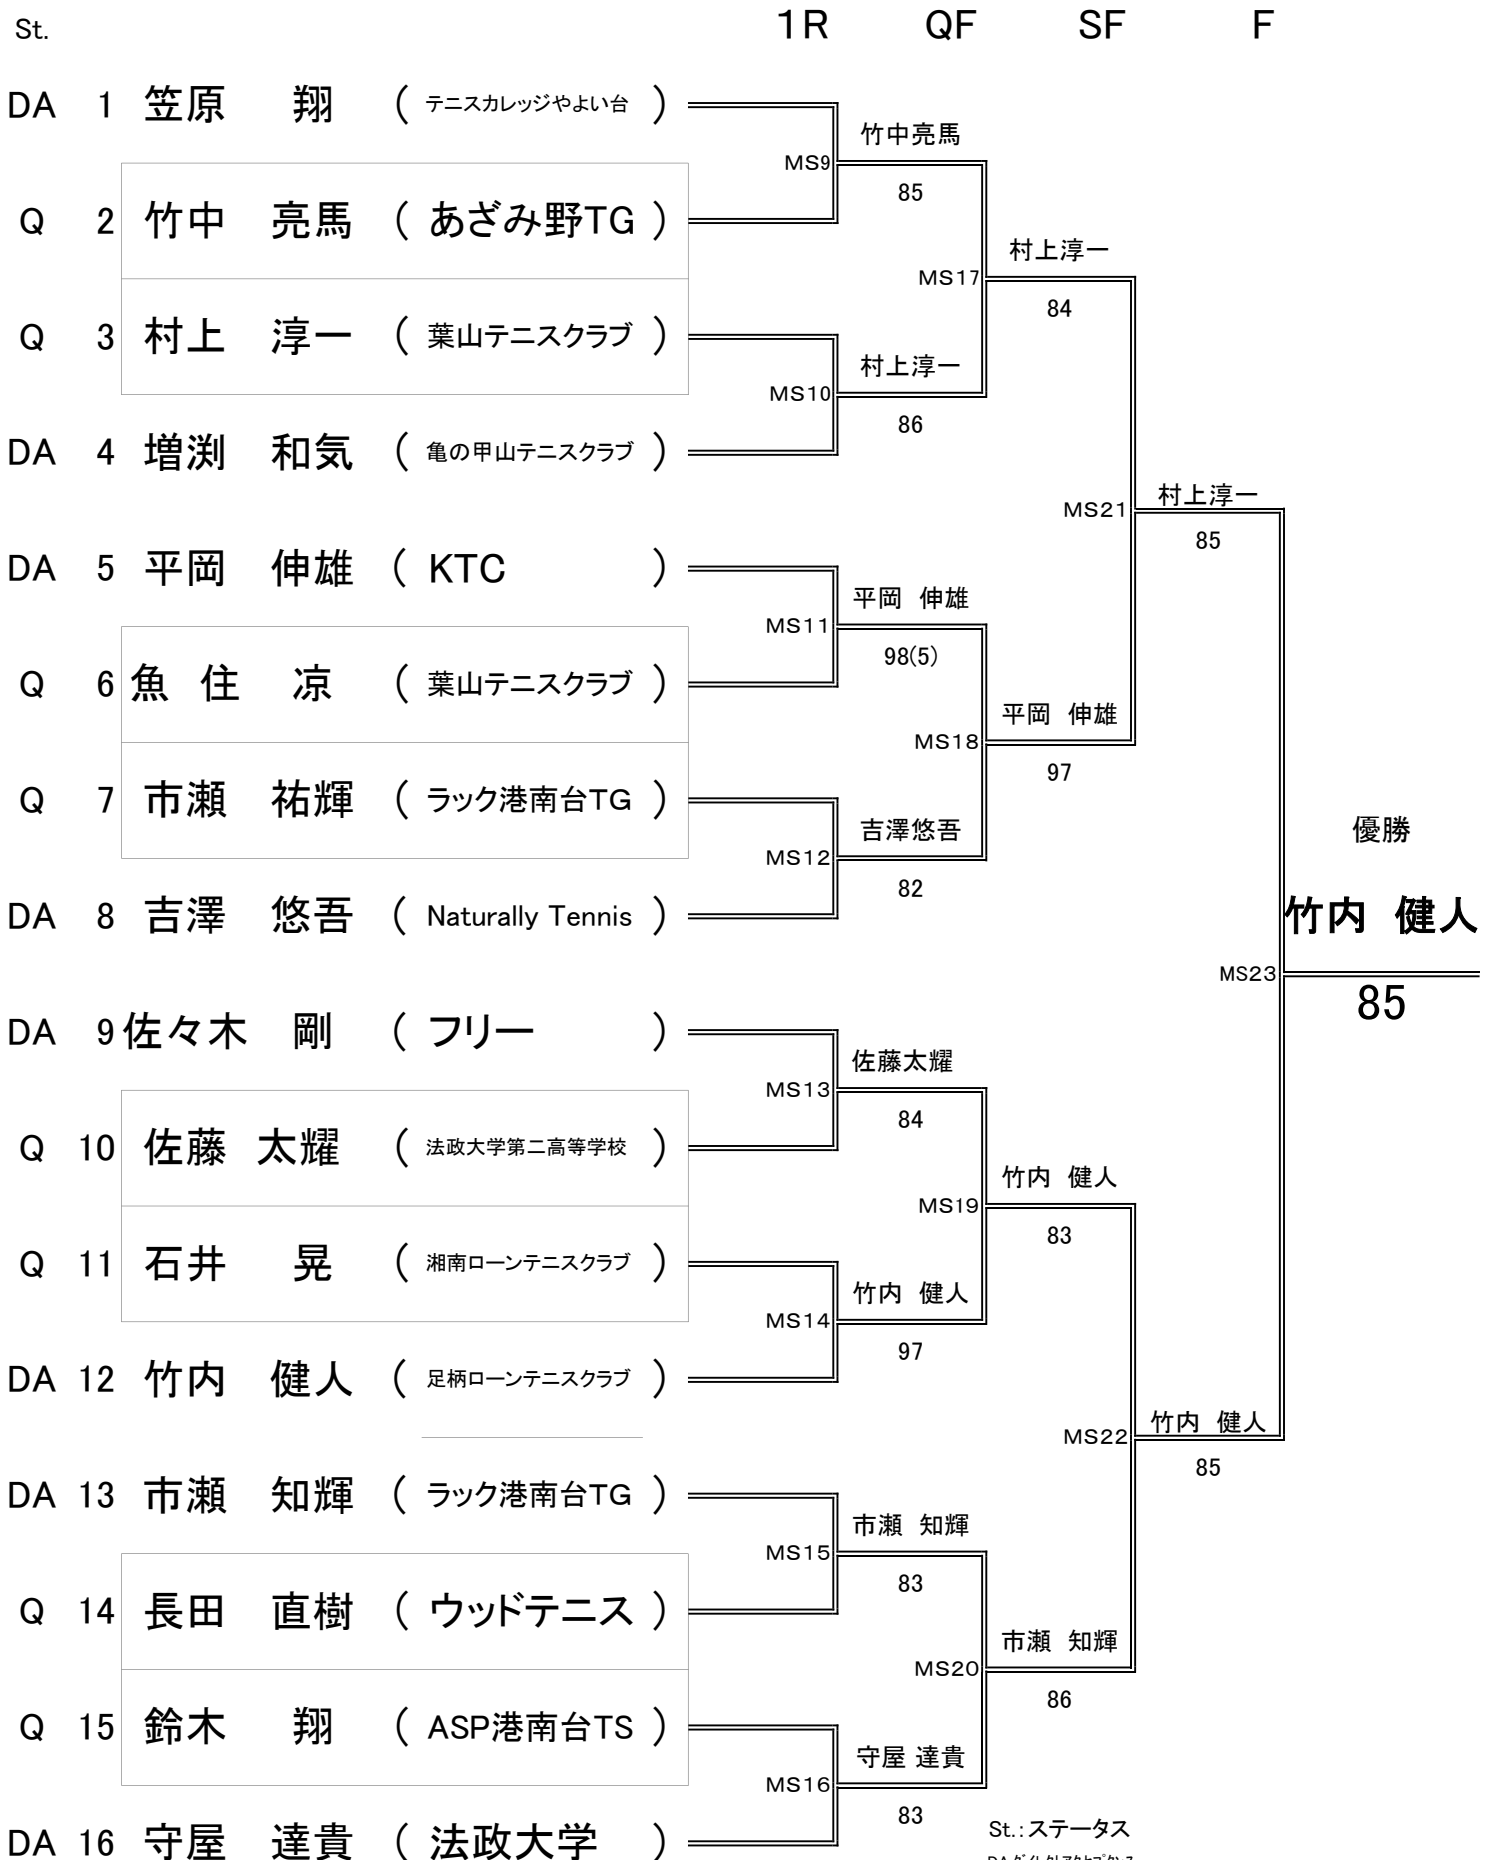 St. 1R QF SF F
DA 1 笠原 翔 ( テニスカレッジやよい台 )
竹中亮馬
MS9
85
Q 2 竹中 亮馬 ( あざみ野TG )
村上淳一
MS17
84
Q 3 村上 淳一 ( 葉山テニスクラブ )
村上淳一
MS10
86
DA 4 増渕 和気 ( 亀の甲山テニスクラブ )
村上淳一
MS21
85
DA 5 平岡 伸雄 ( KTC )
平岡 伸雄
MS11
98(5)
Q 6 魚住 凉 ( 葉山テニスクラブ )
平岡 伸雄
MS18
97
Q 7 市瀬 祐輝 ( ラック港南台TG )
吉澤悠吾
優勝
MS12
82
DA 8 吉澤 悠吾 ( Naturally Tennis )
竹内 健人
MS23
85
DA 9 佐々木 剛 ( フリー )
佐藤太耀
MS13
84
Q 10 佐藤 太耀 ( 法政大学第二高等学校 )
竹内 健人
MS19
83
Q 11 石井 晃 ( 湘南ローンテニスクラブ )
竹内 健人
MS14
97
DA 12 竹内 健人 ( 足柄ローンテニスクラブ )
竹内 健人
MS22
85
DA 13 市瀬 知輝 ( ラック港南台TG )
市瀬 知輝
MS15
83
Q 14 長田 直樹 ( ウッドテニス )
市瀬 知輝
MS20
86
Q 15 鈴木 翔 ( ASP港南台TS )
守屋 達貴
MS16
83
St.:ステータス
DA 16 守屋 達貴 ( 法政大学 )